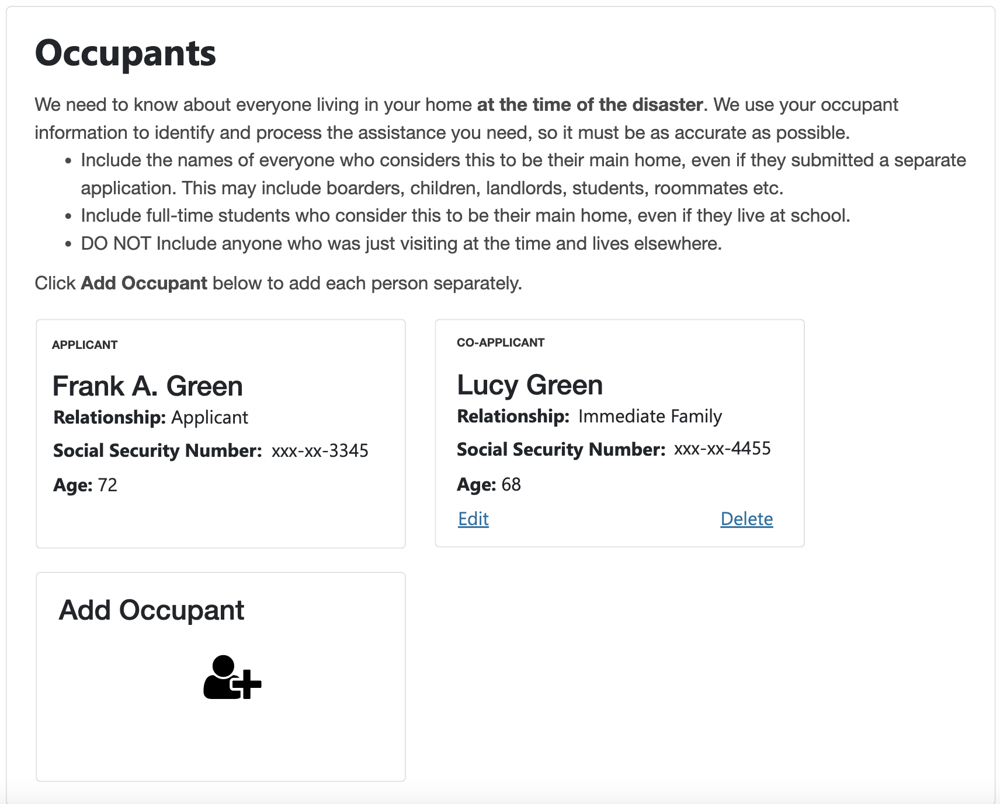 Occupants
We need to know about everyone living in your home at the time of the disaster. We use your occupant
information to identify and process the assistance you need, so it must be as accurate as possible.
• Include the names of everyone who considers this to be their main home, even if they submitted a separate
application. This may include boarders, children, landlords, students, roommates etc.
• Include full-time students who consider this to be their main home, even if they live at school.
• DO NOT Include anyone who was just visiting at the time and lives elsewhere.
Click Add Occupant below to add each person separately.
APPLICANT
Frank A. Green
Relationship: Applicant
Social Security Number: xxx-xx-3345
Age: 72
CO-APPLICANT
Lucy Green
Relationship: Immediate Family
Social Security Number: xxx-xx-4455
Age: 68
Edit Delete
Add Occupant